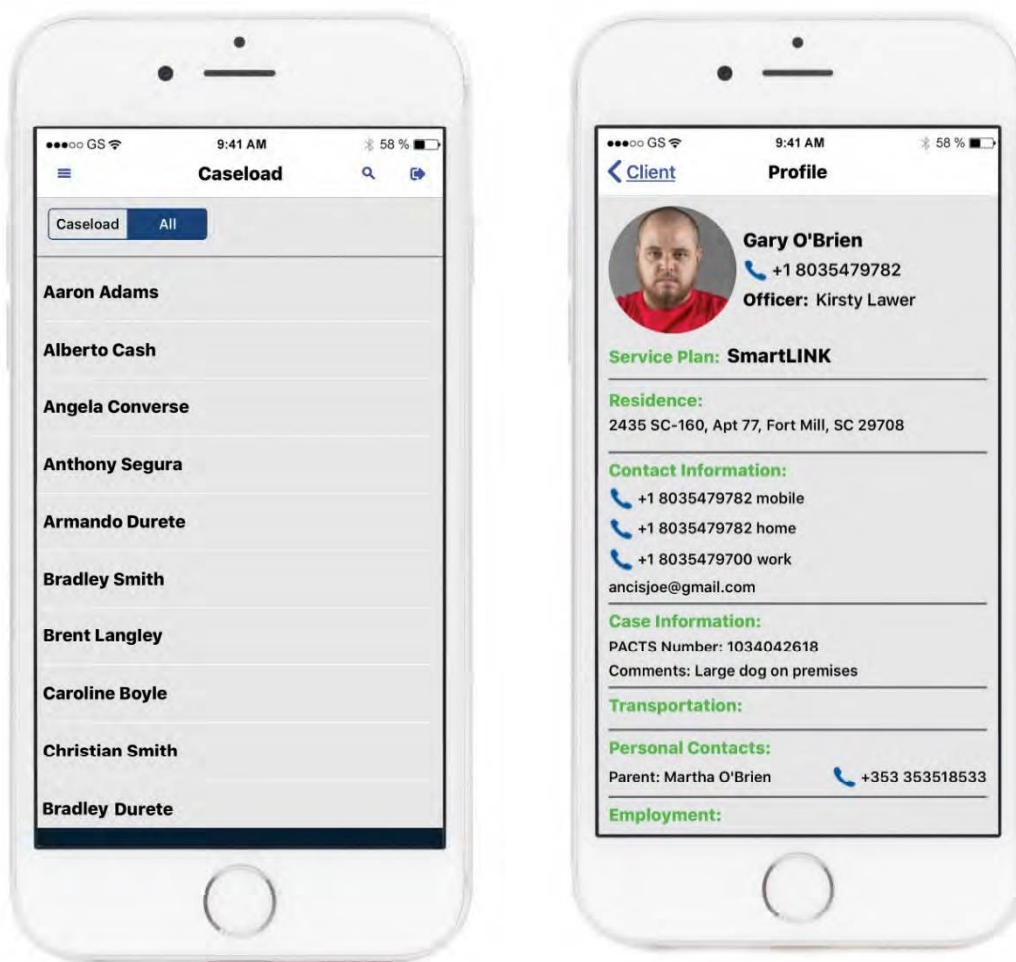 GS 9:41 AM 58 %
Caseload
Caseload All
Aaron Adams
Alberto Cash
Angela Converse
Anthony Segura
Armando Durete
Bradley Smith
Brent Langley
Caroline Boyle
Christian Smith
Bradley Durete
GS 9:41 AM 58 %
Client Profile
Gary O'Brien
+1 8035479782
Officer: Kirsty Lawer
Service Plan: SmartLINK
Residence:
2435 SC-160, Apt 77, Fort Mill, SC 29708
Contact Information:
+1 8035479782 mobile
+1 8035479782 home
+1 8035479700 work
ancisjoe@gmail.com
Case Information:
PACTS Number: 1034042618
Comments: Large dog on premises
Transportation:
Personal Contacts:
Parent: Martha O'Brien +353 353518533
Employment: